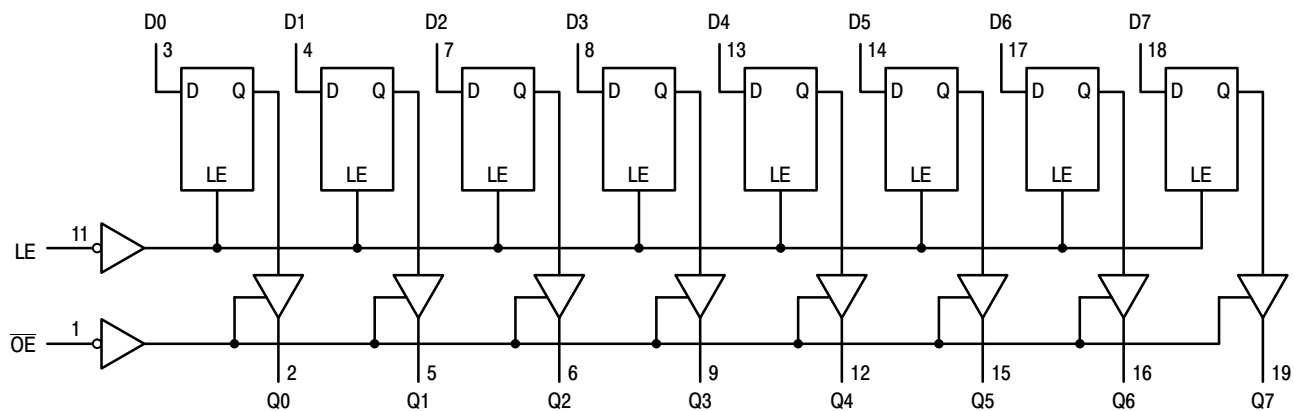 D0 D1 D2 D3 D4 D5 D6 D7
3 4 7 8 13 14 17 18
D Q D Q D Q D Q D Q D Q D Q D Q
LE LE LE LE LE LE LE LE
LE 11
O̅E̅ 1
2 5 6 9 12 15 16 19
Q0 Q1 Q2 Q3 Q4 Q5 Q6 Q7